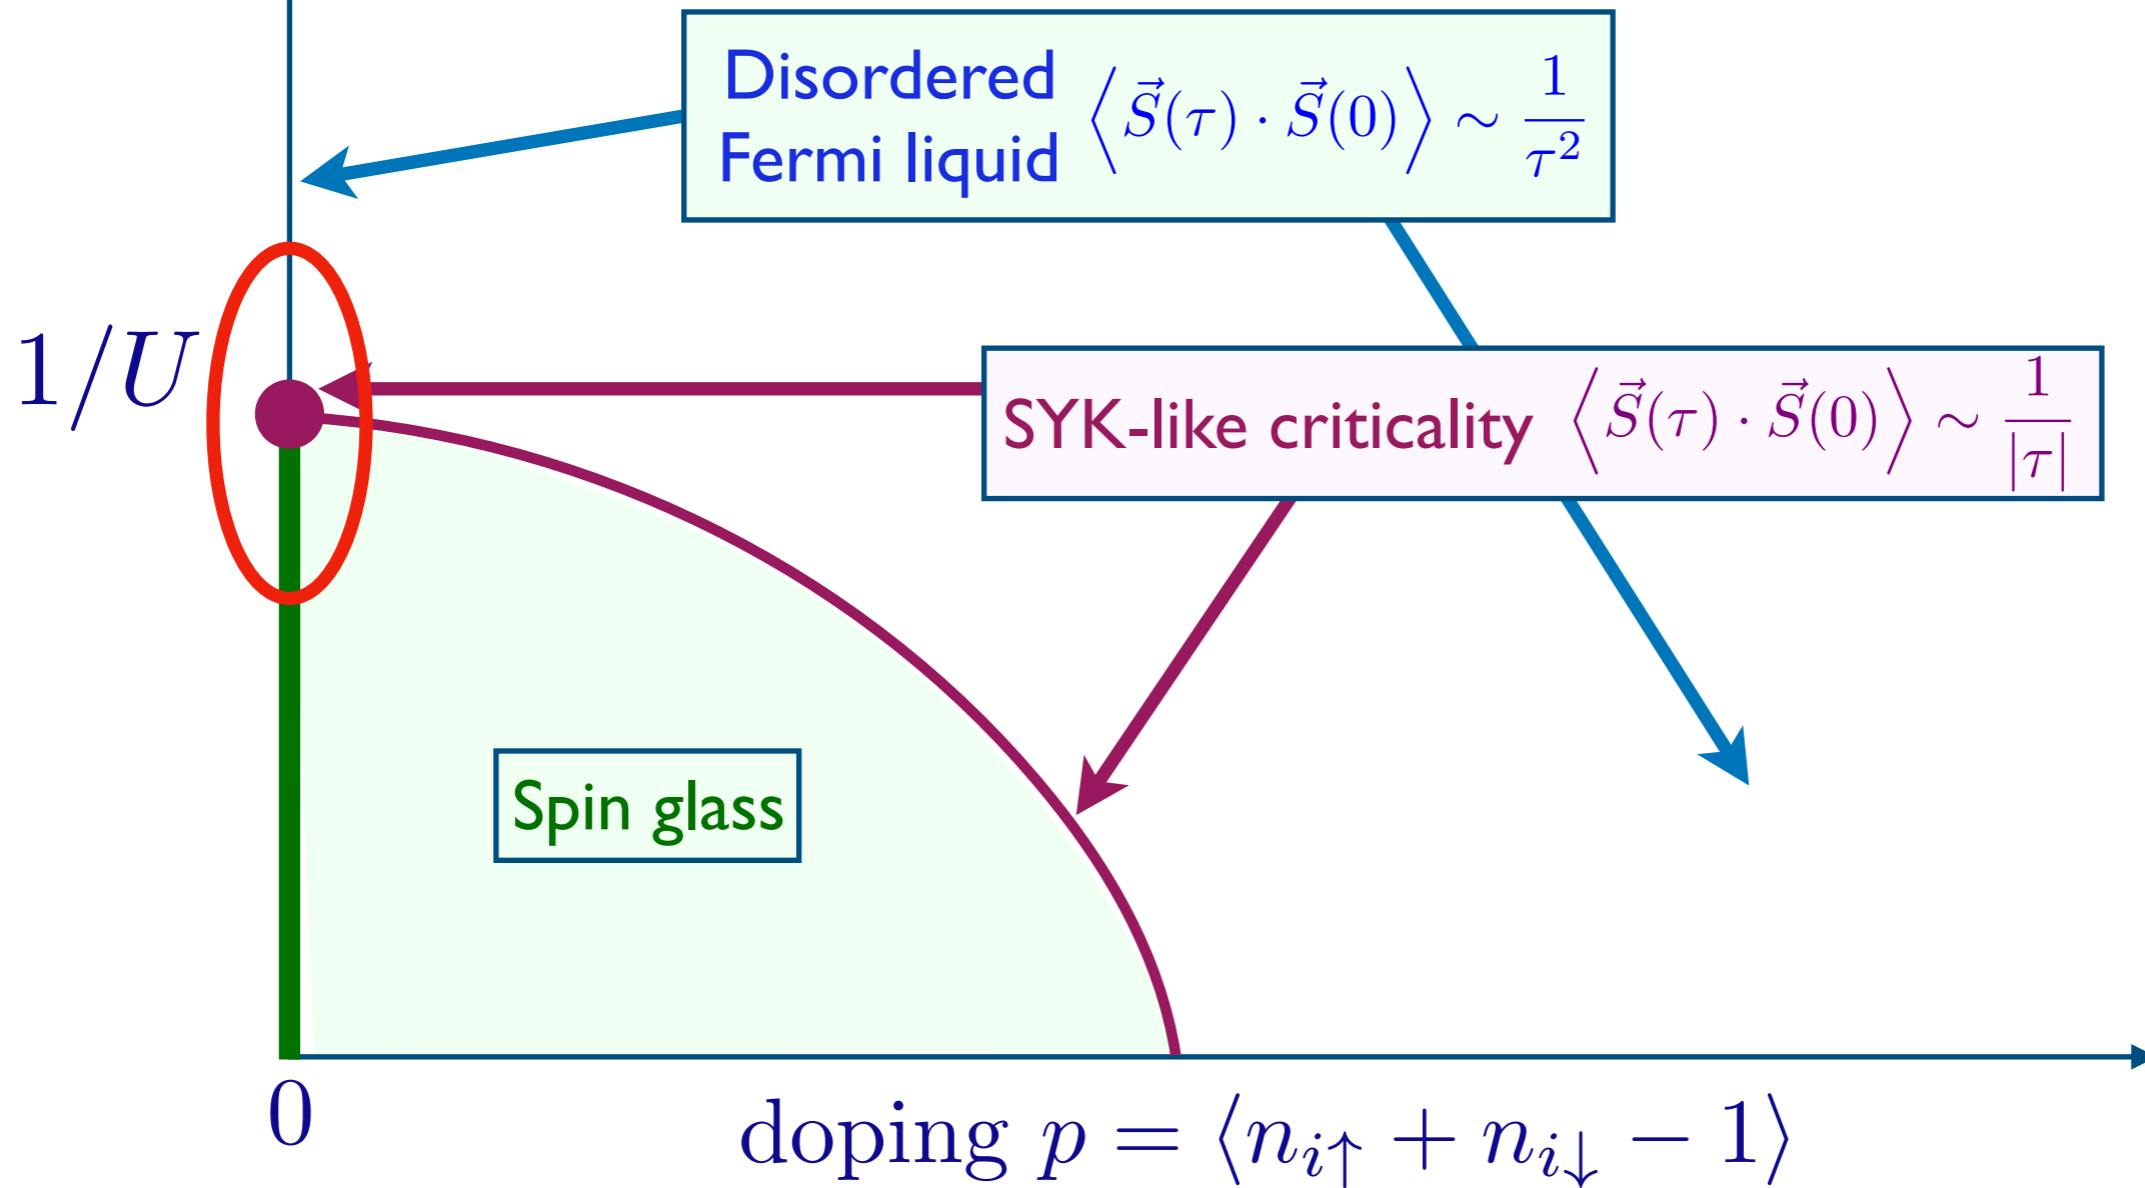 Disordered
Fermi liquid ⟨S⃗(τ) · S⃗(0)⟩ ∼ 1/τ²
1/U
SYK-like criticality ⟨S⃗(τ) · S⃗(0)⟩ ∼ 1/|τ|
Spin glass
0
doping p = ⟨n_{i↑} + n_{i↓} − 1⟩